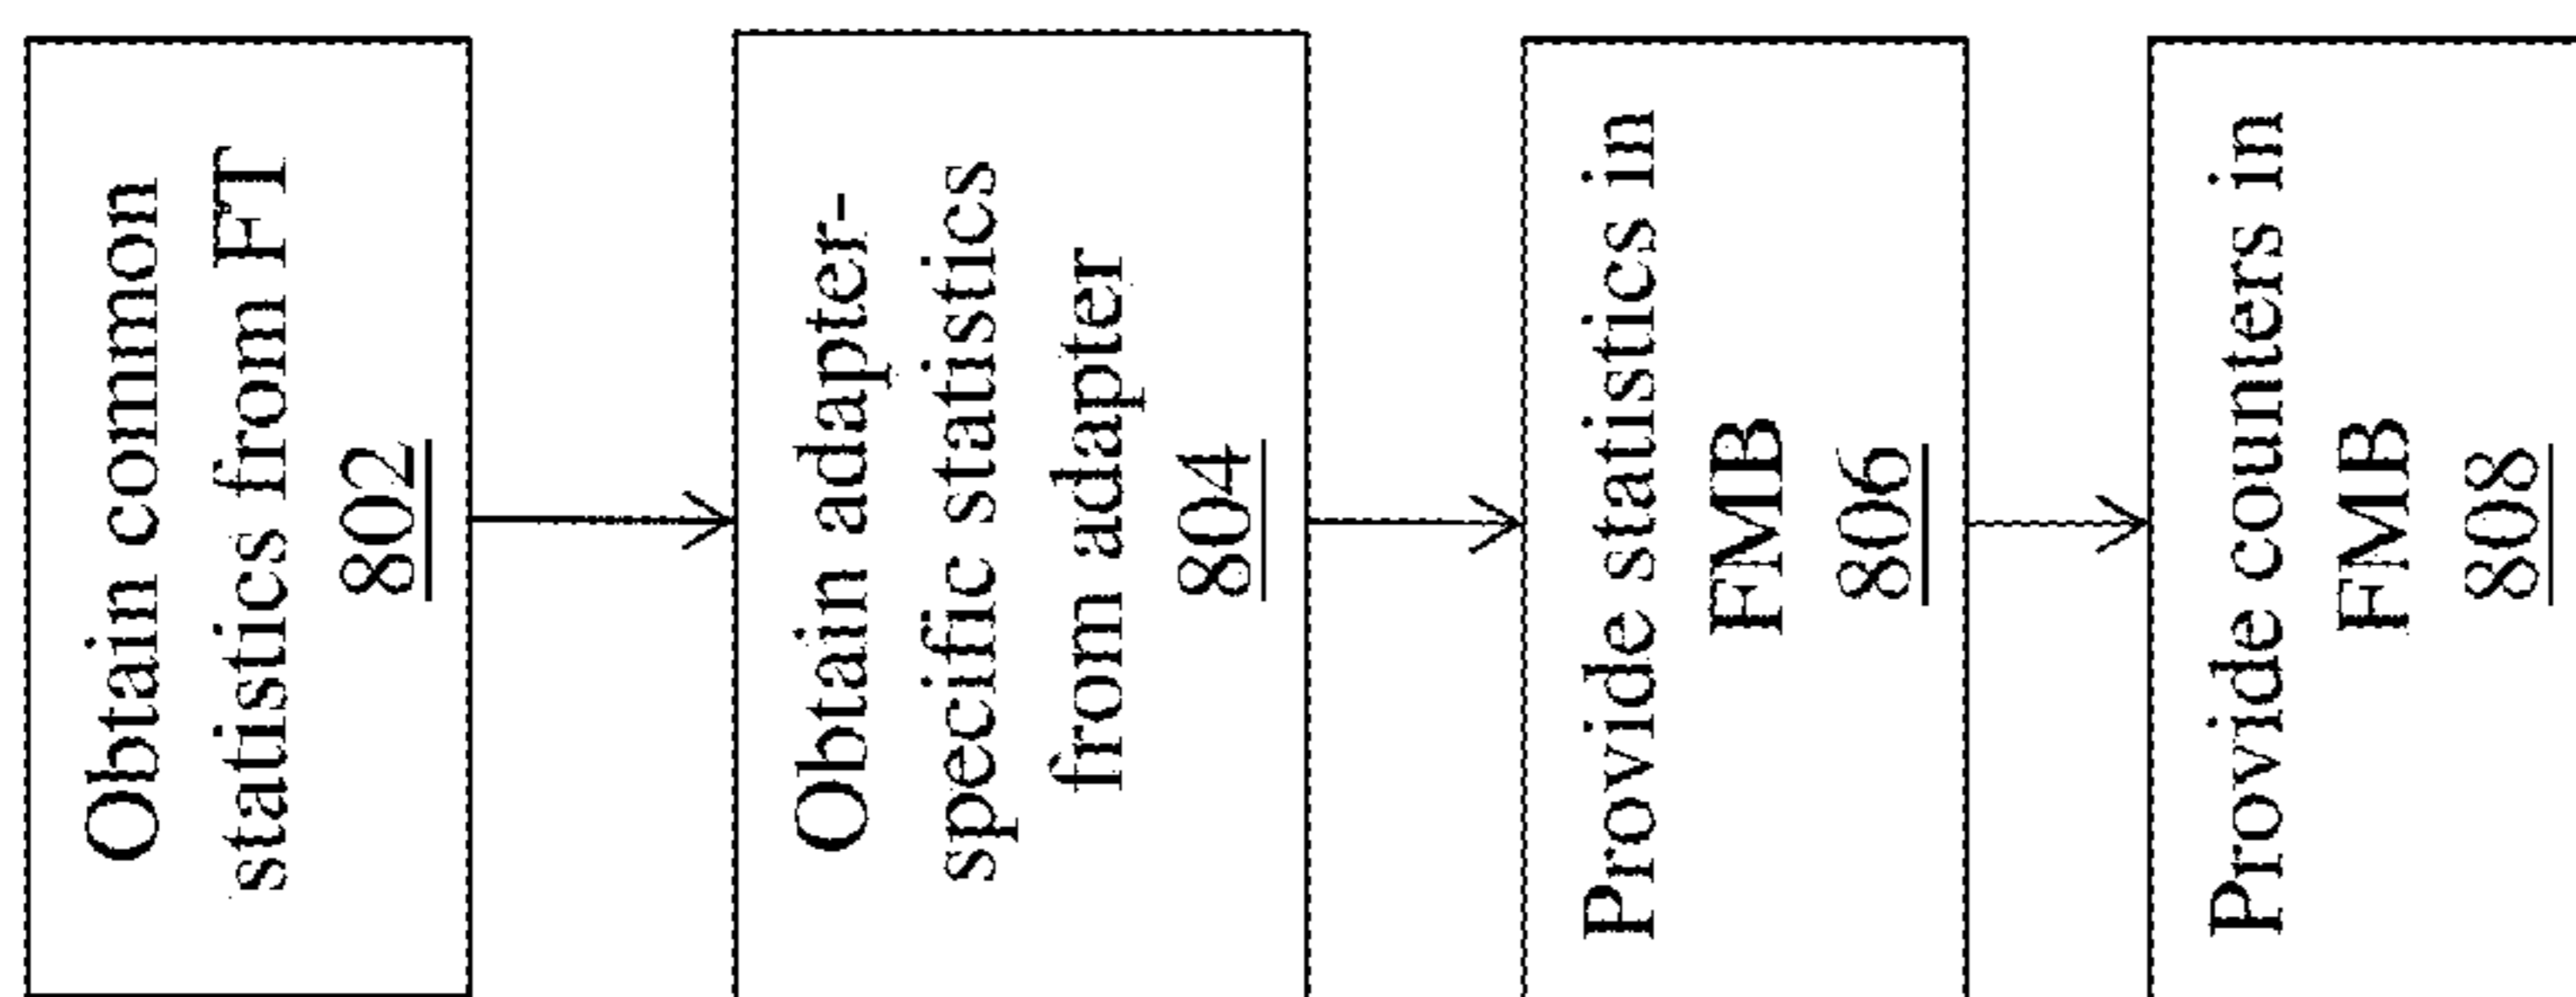 Obtain common
statistics from FT
802
Obtain adapter-
specific statistics
from adapter
804
Provide statistics in
FMB
806
Provide counters in
FMB
808